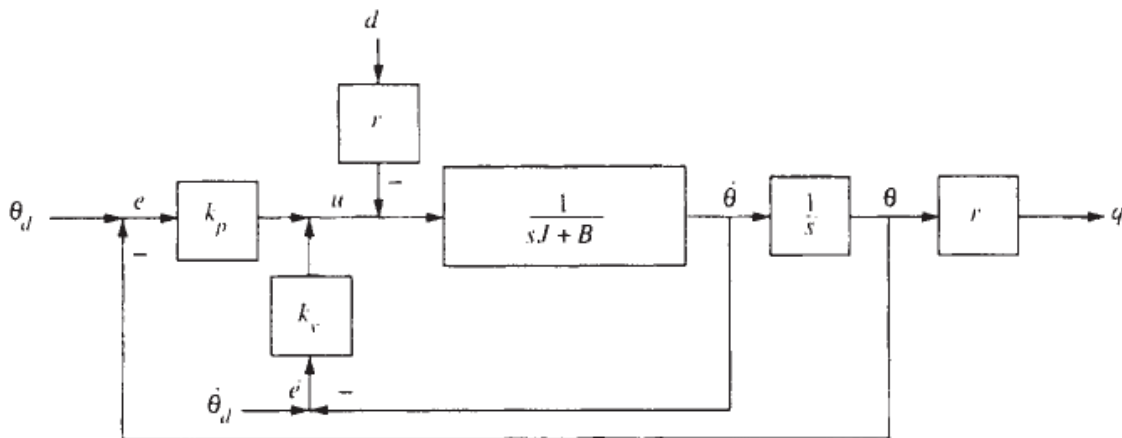 d
r
−
θ_d
e
k_p
u
1
sJ + B
θ̇
1
s
θ
r
q
−
k_v
ė
−
θ̇_d